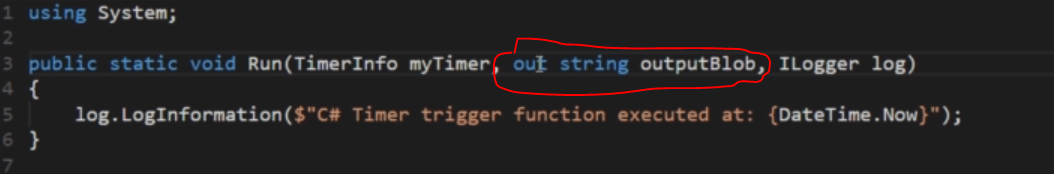 1 using System;
2
3 public static void Run(TimerInfo myTimer, out string outputBlob, ILogger log)
4 {
5     log.LogInformation($"C# Timer trigger function executed at: {DateTime.Now}");
6 }
7